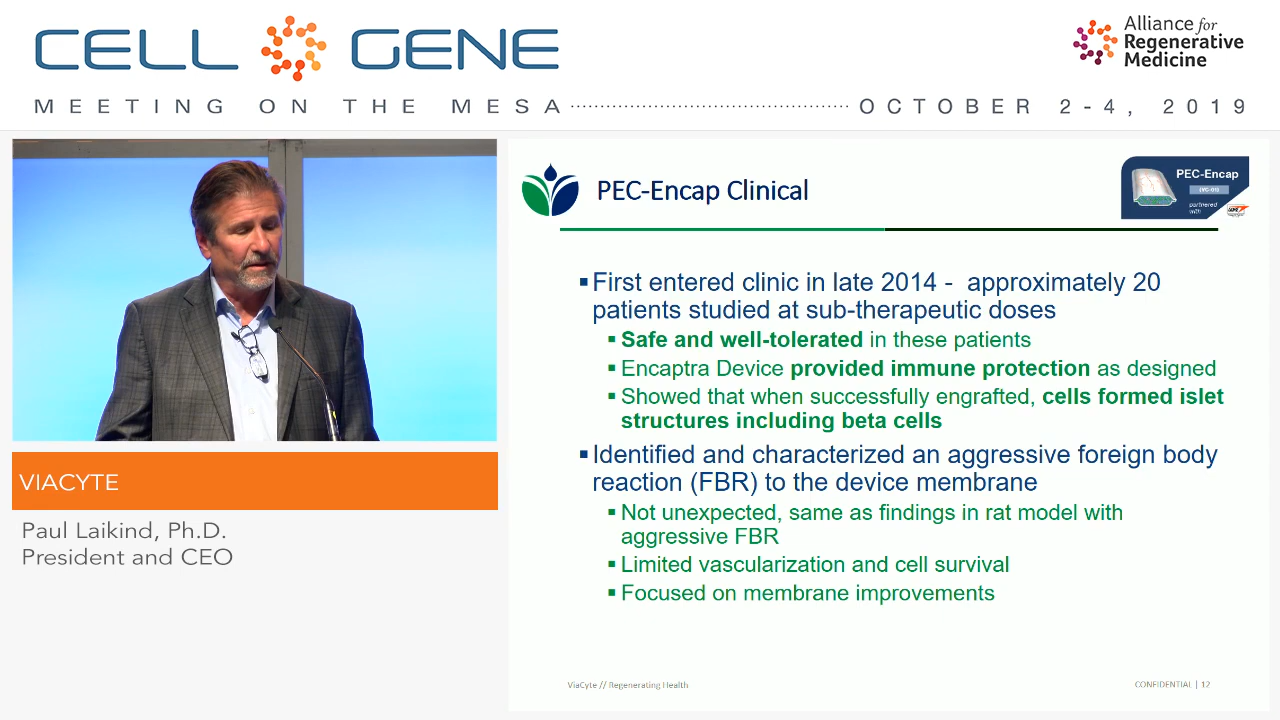 CELL GENE
Alliance for
Regenerative
Medicine
MEETING ON THE MESA
OCTOBER 2-4, 2019
PEC-Encap Clinical
PEC-Encap
(VC-01)
partnered
with
▪First entered clinic in late 2014 - approximately 20
patients studied at sub-therapeutic doses
▪ Safe and well-tolerated in these patients
▪ Encaptra Device provided immune protection as designed
▪ Showed that when successfully engrafted, cells formed islet
structures including beta cells
▪Identified and characterized an aggressive foreign body
reaction (FBR) to the device membrane
▪ Not unexpected, same as findings in rat model with
aggressive FBR
▪ Limited vascularization and cell survival
▪ Focused on membrane improvements
VIACYTE
Paul Laikind, Ph.D.
President and CEO
ViaCyte // Regenerating Health
CONFIDENTIAL | 12